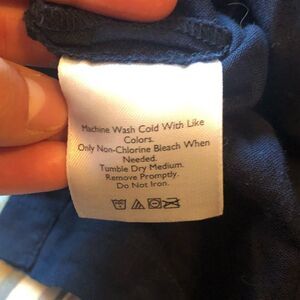 Machine Wash Cold With Like
Colors.
Only Non-Chlorine Bleach When
Needed.
Tumble Dry Medium.
Remove Promptly.
Do Not Iron.